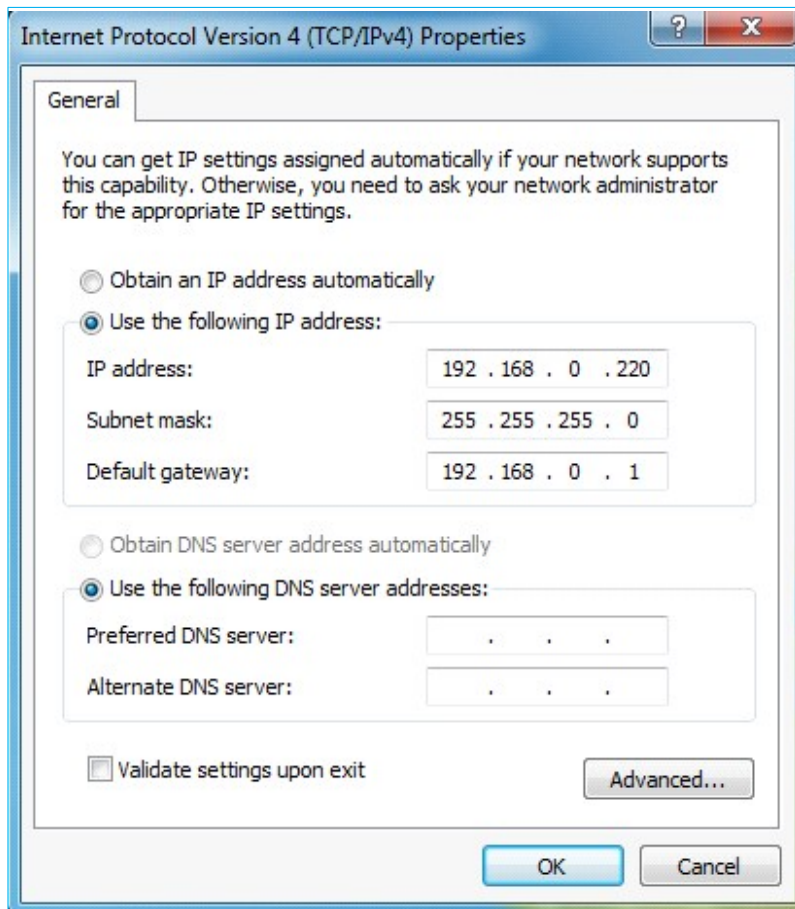 Internet Protocol Version 4 (TCP/IPv4) Properties
?
X
General
You can get IP settings assigned automatically if your network supports
this capability. Otherwise, you need to ask your network administrator
for the appropriate IP settings.
Obtain an IP address automatically
Use the following IP address:
IP address: 192 . 168 . 0 . 220
Subnet mask: 255 . 255 . 255 . 0
Default gateway: 192 . 168 . 0 . 1
Obtain DNS server address automatically
Use the following DNS server addresses:
Preferred DNS server: . . .
Alternate DNS server: . . .
Validate settings upon exit
Advanced...
OK Cancel